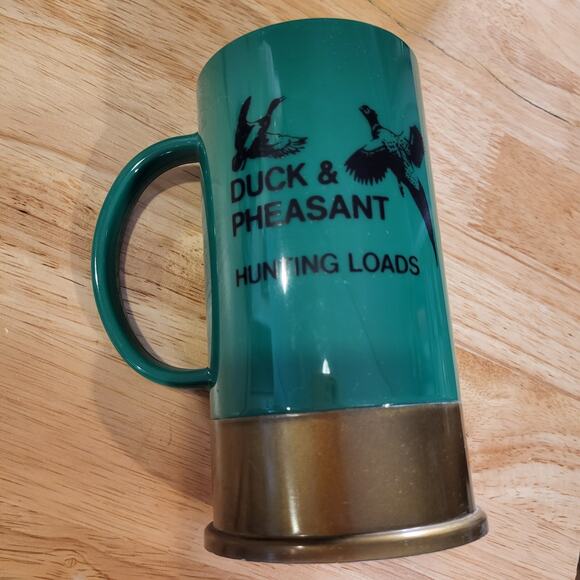 DUCK &
PHEASANT
HUNTING LOADS